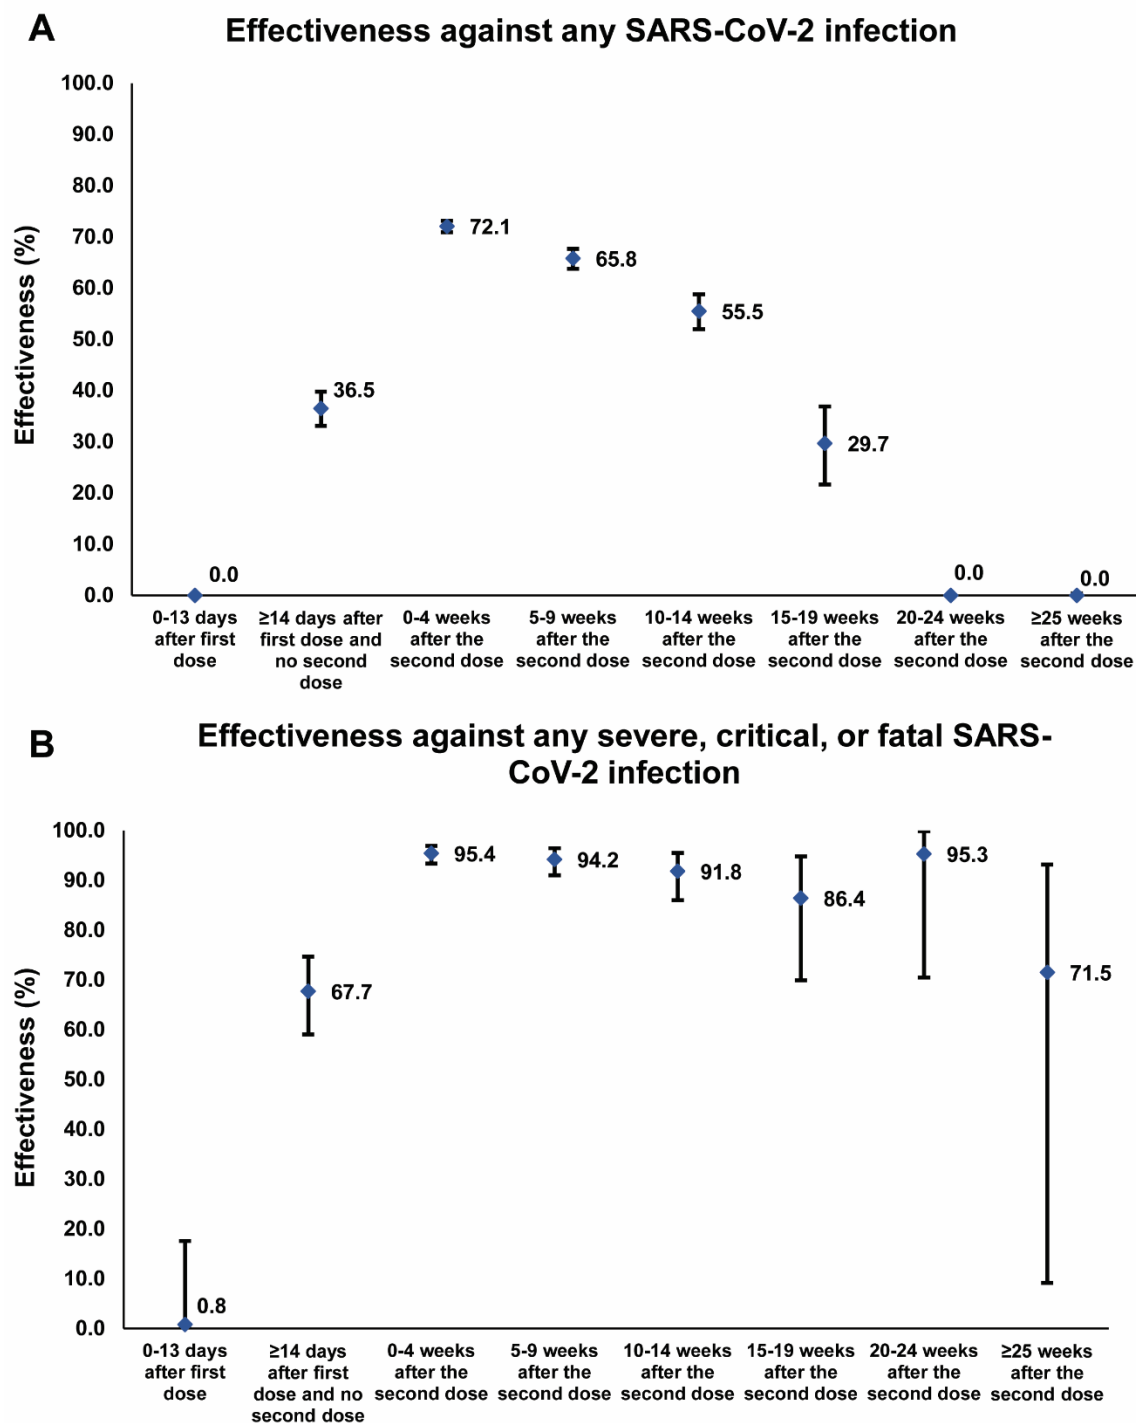 A
Effectiveness against any SARS-CoV-2 infection
Effectiveness (%)
100.0
90.0
80.0
70.0
60.0
50.0
40.0
30.0
20.0
10.0
0.0
0.0
36.5
72.1
65.8
55.5
29.7
0.0
0.0
0-13 days
after first
dose
≥14 days after
first dose and
no second
dose
0-4 weeks
after the
second dose
5-9 weeks
after the
second dose
10-14 weeks
after the
second dose
15-19 weeks
after the
second dose
20-24 weeks
after the
second dose
≥25 weeks
after the
second dose
B
Effectiveness against any severe, critical, or fatal SARS-
CoV-2 infection
Effectiveness (%)
100.0
90.0
80.0
70.0
60.0
50.0
40.0
30.0
20.0
10.0
0.0
0.8
67.7
95.4
94.2
91.8
86.4
95.3
71.5
0-13 days
after first
dose
≥14 days
after first
dose and no
second dose
0-4 weeks
after the
second dose
5-9 weeks
after the
second dose
10-14 weeks
after the
second dose
15-19 weeks
after the
second dose
20-24 weeks
after the
second dose
≥25 weeks
after the
second dose